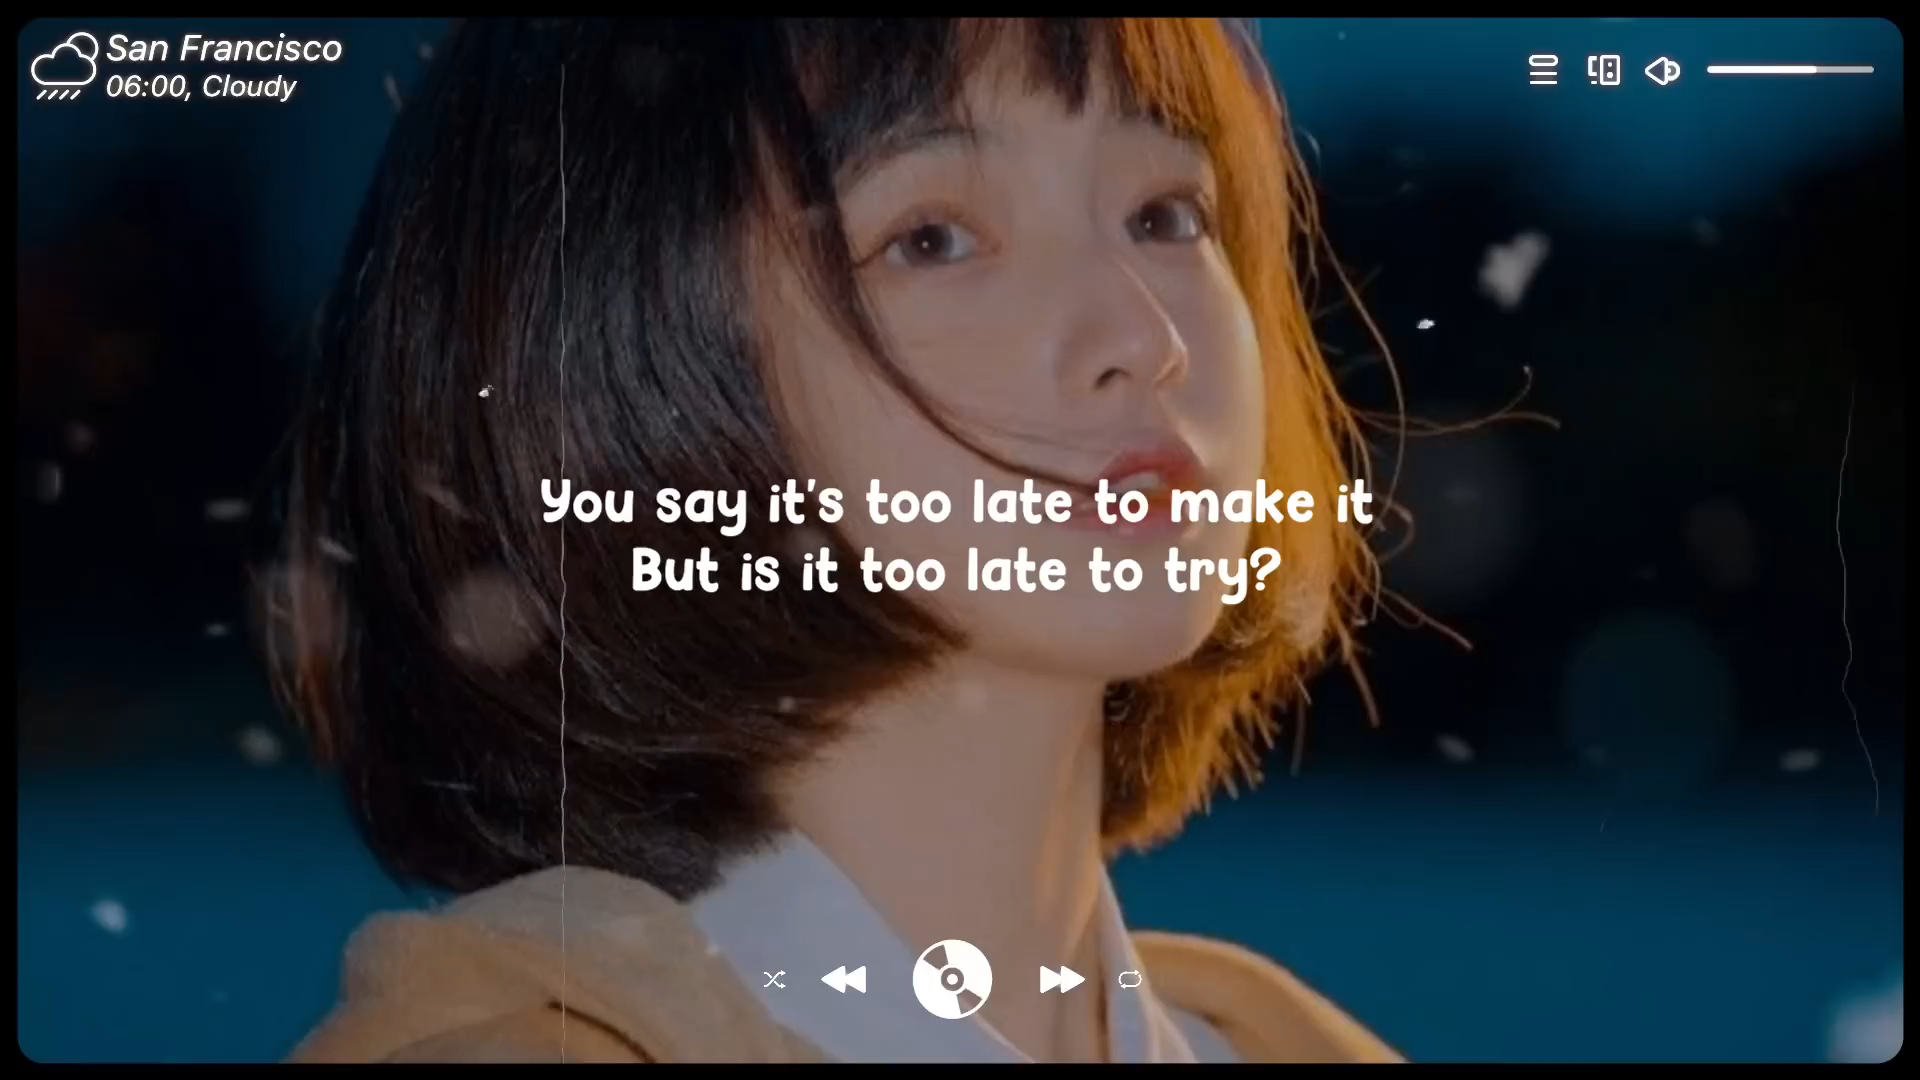 San Francisco
06:00, Cloudy
You say it's too late to make it
But is it too late to try?